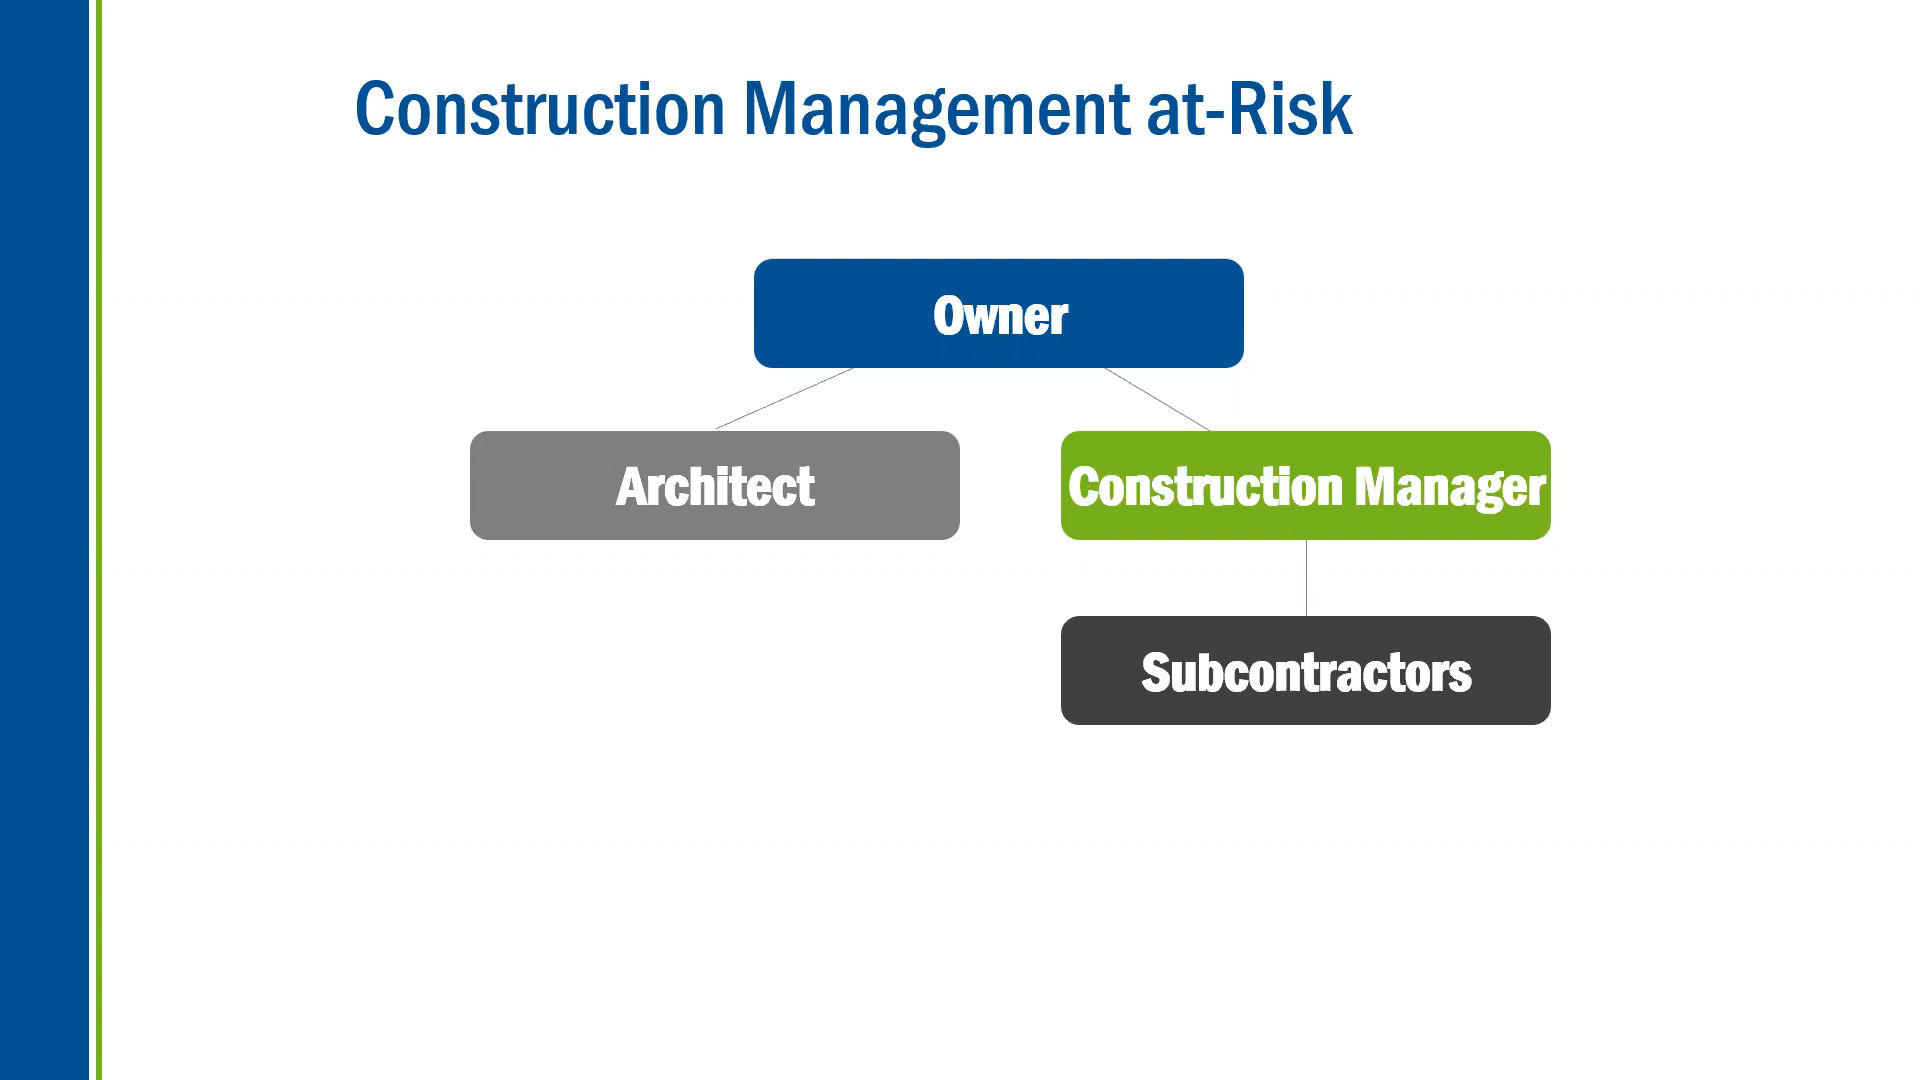 Construction Management at-Risk
Owner
Architect
Construction Manager
Subcontractors